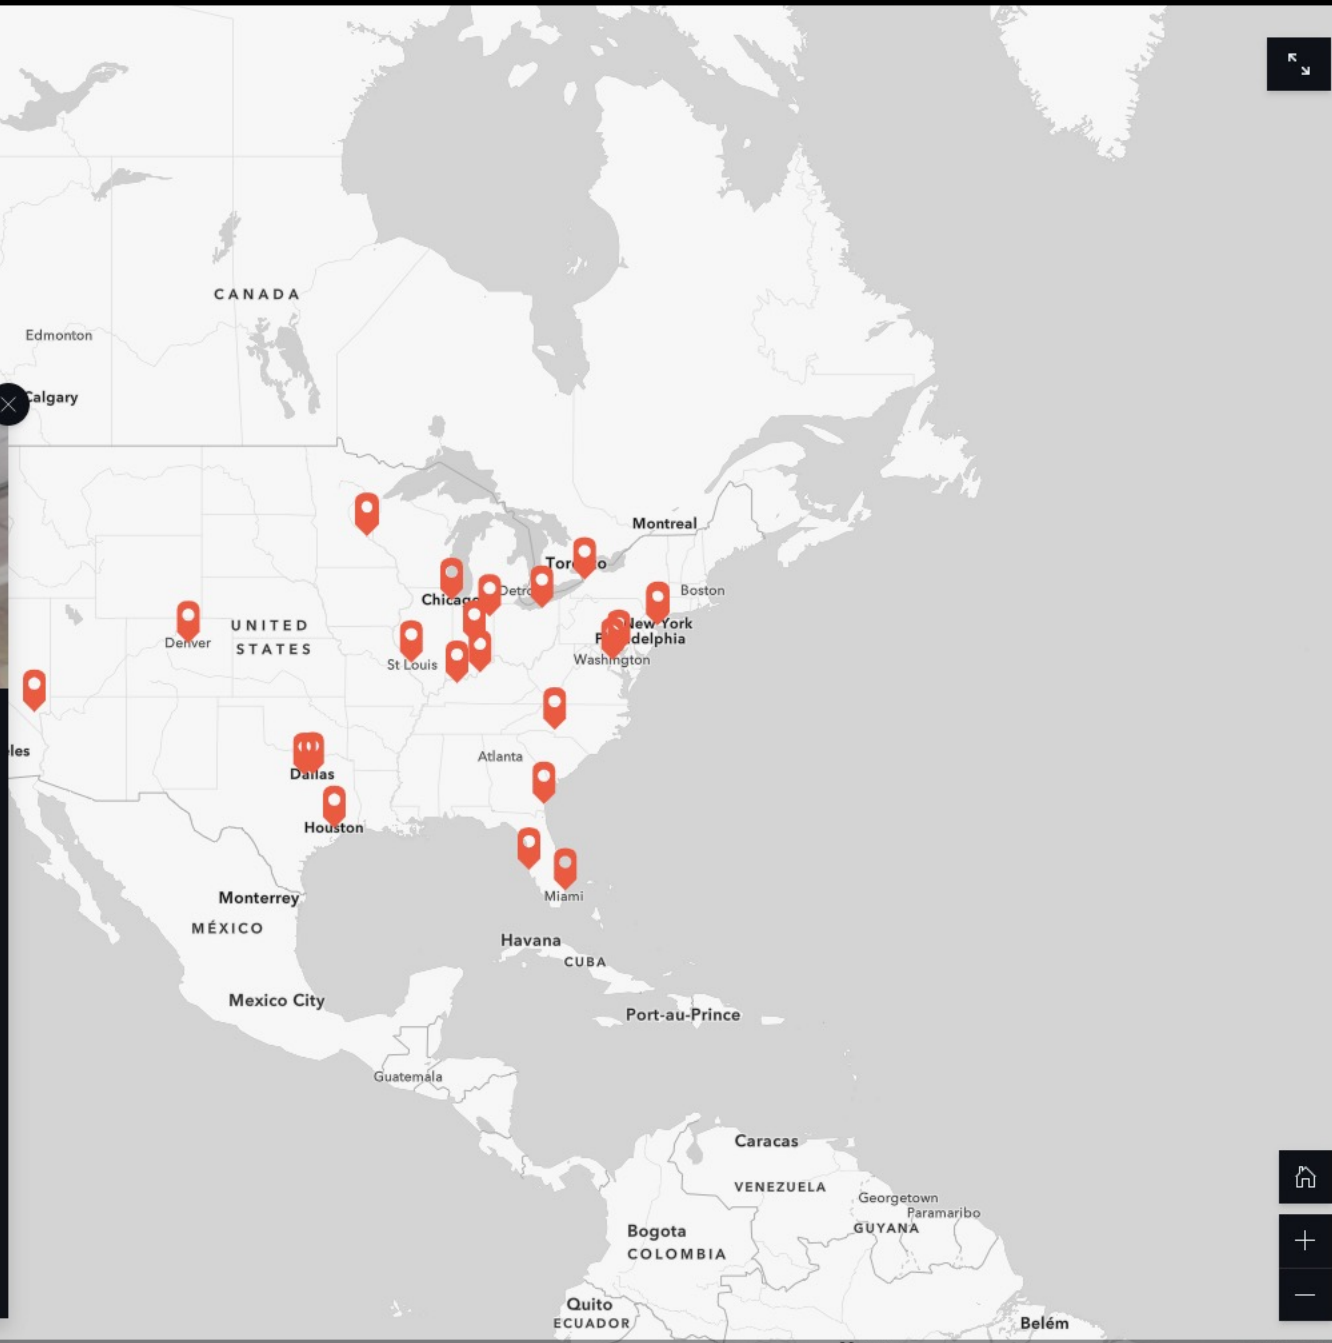 CANADA
Edmonton
Calgary
Montreal
Toronto
Boston
Chicago
New York
UNITED
STATES
Denver
Philadelphia
St Louis
Washington
Atlanta
Dallas
Houston
Monterrey
Miami
MÉXICO
Havana
CUBA
Mexico City
Port-au-Prince
Guatemala
Caracas
VENEZUELA
Georgetown
Paramaribo
GUYANA
Bogota
COLOMBIA
Quito
ECUADOR
Belém